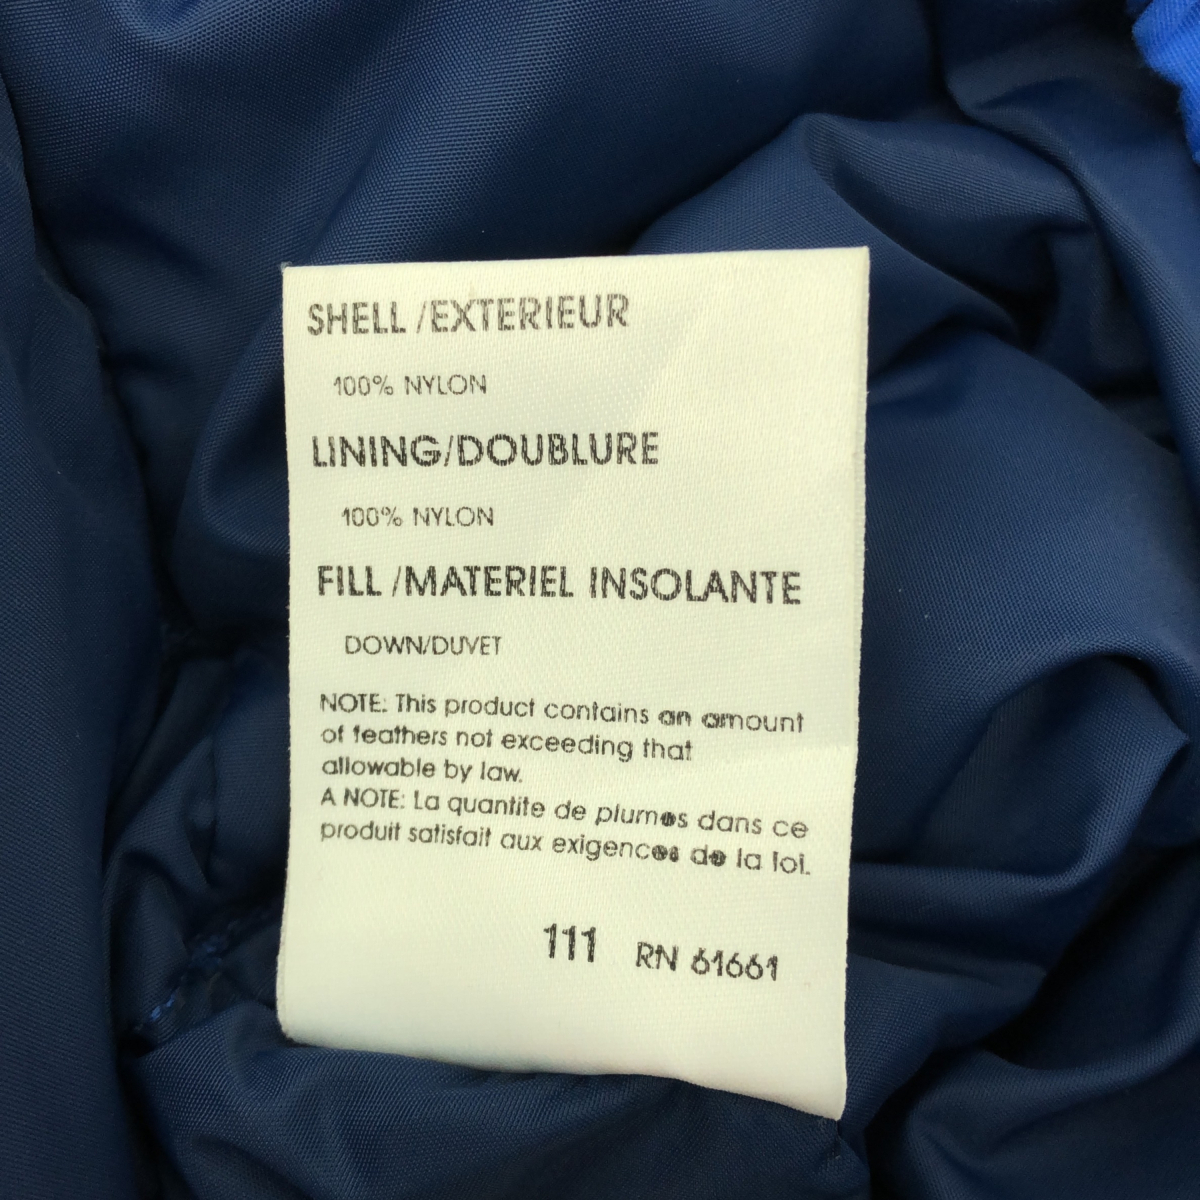 SHELL /EXTERIEUR
100% NYLON
LINING/DOUBLURE
100% NYLON
FILL /MATERIEL INSOLANTE
DOWN/DUVET
NOTE: This product contains an amount
of feathers not exceeding that
allowable by law.
A NOTE: La quantite de plumes dans ce
produit satisfait aux exigences de la loi.
111 RN 61661